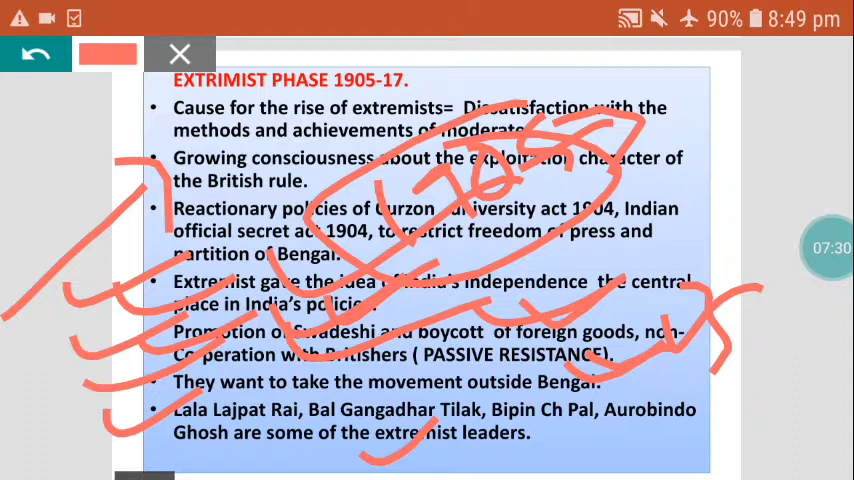 90% 8:49 pm
EXTRIMIST PHASE 1905-17.
• Cause for the rise of extremists= Dissatisfaction with the
methods and achievements of moderate
• Growing consciousness about the exploitation character of
the British rule.
• Reactionary policies of Curzon university act 1904, Indian
official secret act 1904, to restrict freedom of press and
partition of Bengal.
07:30
• Extremist gave the idea of India's independence the central
place in India's policies.
Promotion of Swadeshi and boycott of foreign goods, non-
Co operation with Britishers ( PASSIVE RESISTANCE).
• They want to take the movement outside Bengal.
• Lala Lajpat Rai, Bal Gangadhar Tilak, Bipin Ch Pal, Aurobindo
Ghosh are some of the extremist leaders.